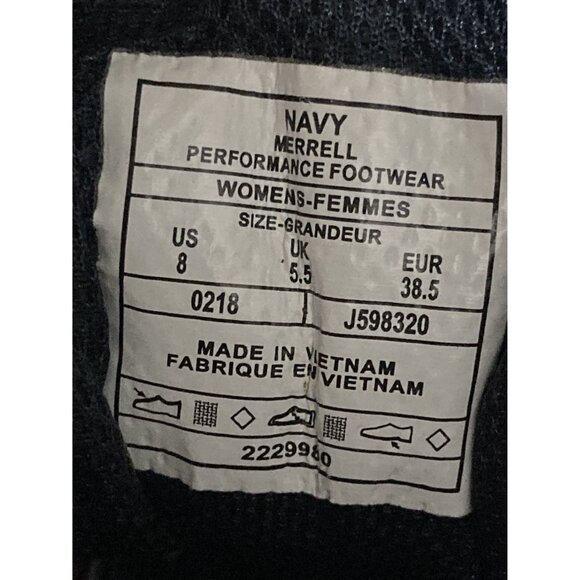 NAVY
MERRELL
PERFORMANCE FOOTWEAR
WOMENS-FEMMES
SIZE-GRANDEUR
US UK EUR
8 5.5 38.5
0218 J598320
MADE IN VIETNAM
FABRIQUE EN VIETNAM
2229980